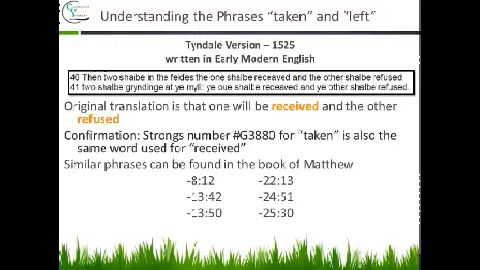 Understanding the Phrases “taken” and “left”
Tyndale Version – 1525
written in Early Modern English
40 Then two shalbe in the feldes the one shalbe receaved and the other shalbe refused
41 two shalbe gryndinge at ye myll: ye oue shalbe receaved and ye other shalbe refused.
Original translation is that one will be received and the other
refused
Confirmation: Strongs number #G3880 for “taken” is also the
same word used for “received”
Similar phrases can be found in the book of Matthew
-8:12 -22:13
-13:42 -24:51
-13:50 -25:30